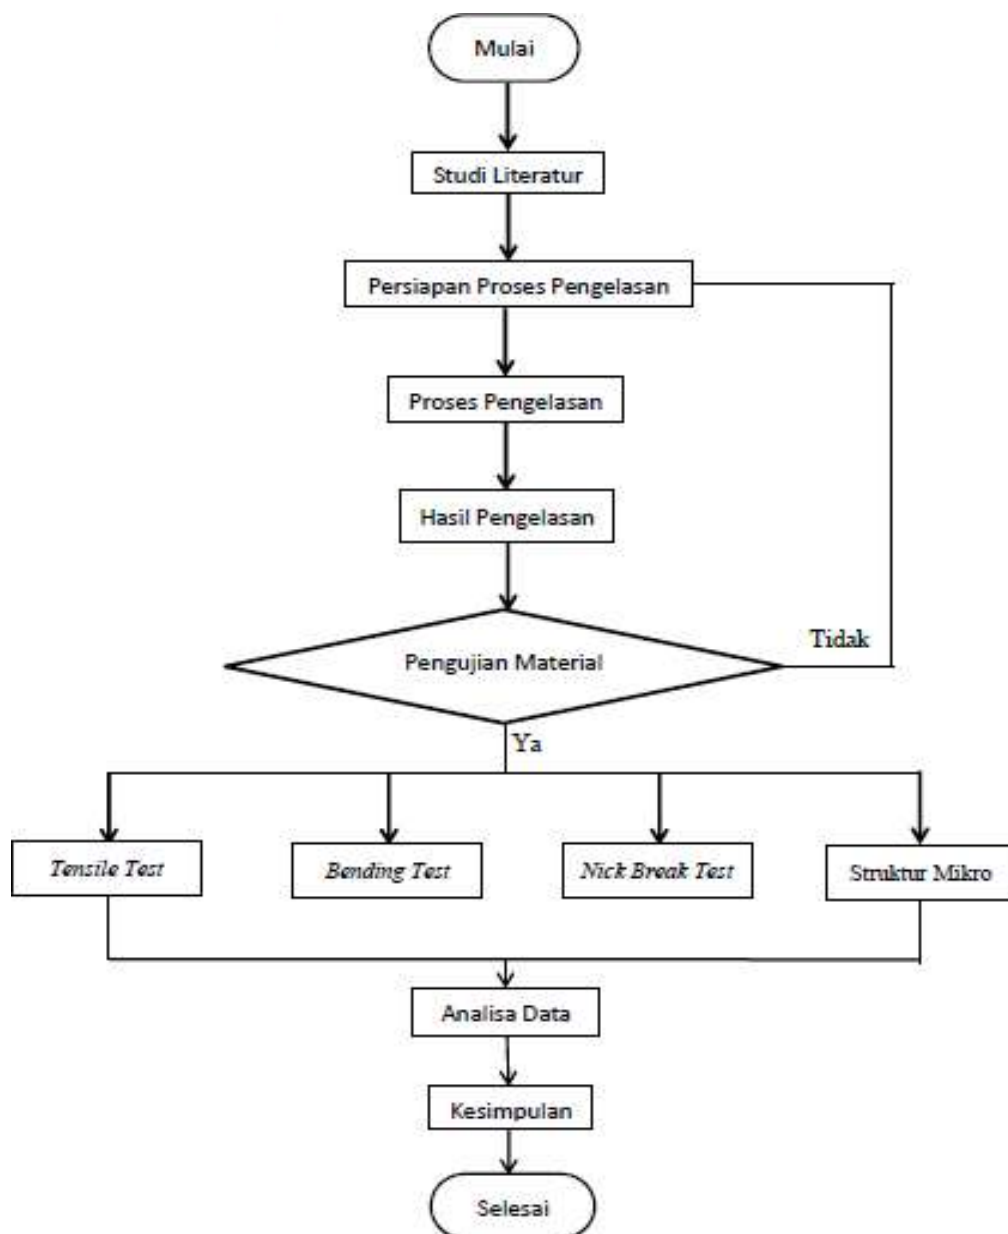 Mulai
Studi Literatur
Persiapan Proses Pengelasan
Proses Pengelasan
Hasil Pengelasan
Pengujian Material
Tidak
Ya
Tensile Test
Bending Test
Nick Break Test
Struktur Mikro
Analisa Data
Kesimpulan
Selesai